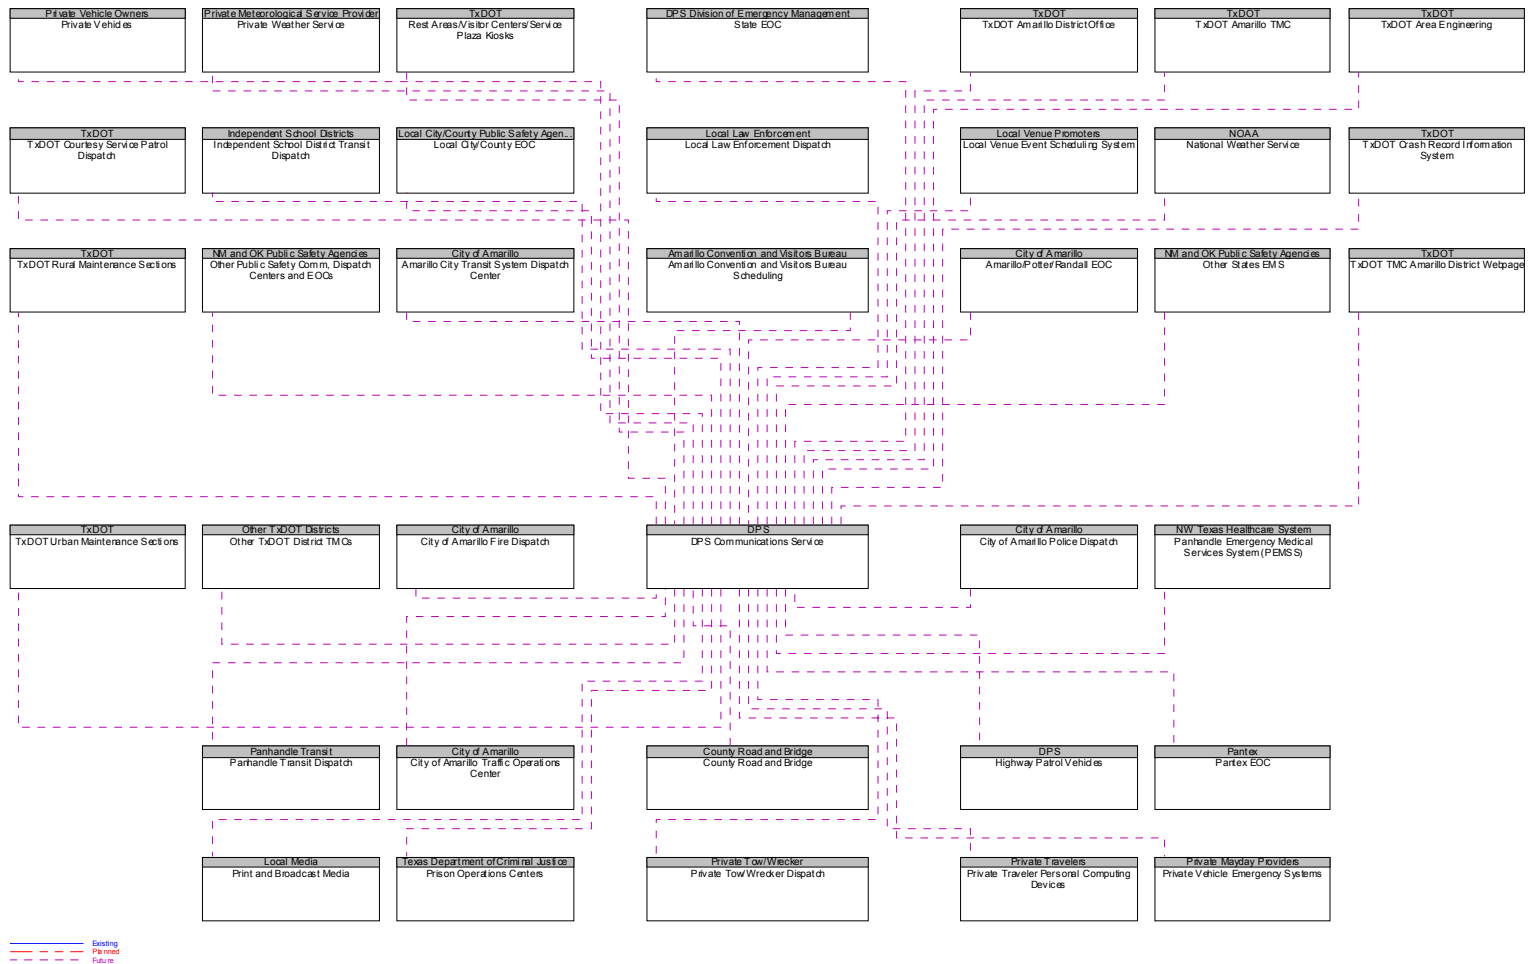 Private Vehicle Owners
Private Vehicles
Private Meteorological Service Provider
Private Weather Service
TxDOT
Rest Areas/Visitor Centers/Service
Plaza Kiosks
DPS Division of Emergency Management
State EOC
TxDOT
TxDOT Amarillo District Office
TxDOT
TxDOT Amarillo TMC
TxDOT
TxDOT Area Engineering
TxDOT
TxDOT Courtesy Service Patrol
Dispatch
Independent School Districts
Independent School District Transit
Dispatch
Local City/County Public Safety Agen...
Local City/County EOC
Local Law Enforcement
Local Law Enforcement Dispatch
Local Venue Promoters
Local Venue Event Scheduling System
NOAA
National Weather Service
TxDOT
TxDOT Crash Record Information
System
TxDOT
TxDOT Rural Maintenance Sections
NM and OK Public Safety Agencies
Other Public Safety Comm, Dispatch
Centers and EOCs
City of Amarillo
Amarillo City Transit System Dispatch
Center
Amarillo Convention and Visitors Bureau
Amarillo Convention and Visitors Bureau
Scheduling
City of Amarillo
Amarillo/Potter/Randall EOC
NM and OK Public Safety Agencies
Other States EMS
TxDOT
TxDOT TMC Amarillo District Webpage
TxDOT
TxDOT Urban Maintenance Sections
Other TxDOT Districts
Other TxDOT District TMCs
City of Amarillo
City of Amarillo Fire Dispatch
DPS
DPS Communications Service
City of Amarillo
City of Amarillo Police Dispatch
NW Texas Healthcare System
Panhandle Emergency Medical
Services System (PEMSS)
Panhandle Transit
Panhandle Transit Dispatch
City of Amarillo
City of Amarillo Traffic Operations
Center
County Road and Bridge
County Road and Bridge
DPS
Highway Patrol Vehicles
Pantex
Pantex EOC
Local Media
Print and Broadcast Media
Texas Department of Criminal Justice
Prison Operations Centers
Private Tow/Wrecker
Private Tow/Wrecker Dispatch
Private Travelers
Private Traveler Personal Computing
Devices
Private Mayday Providers
Private Vehicle Emergency Systems
Existing
Planned
Future